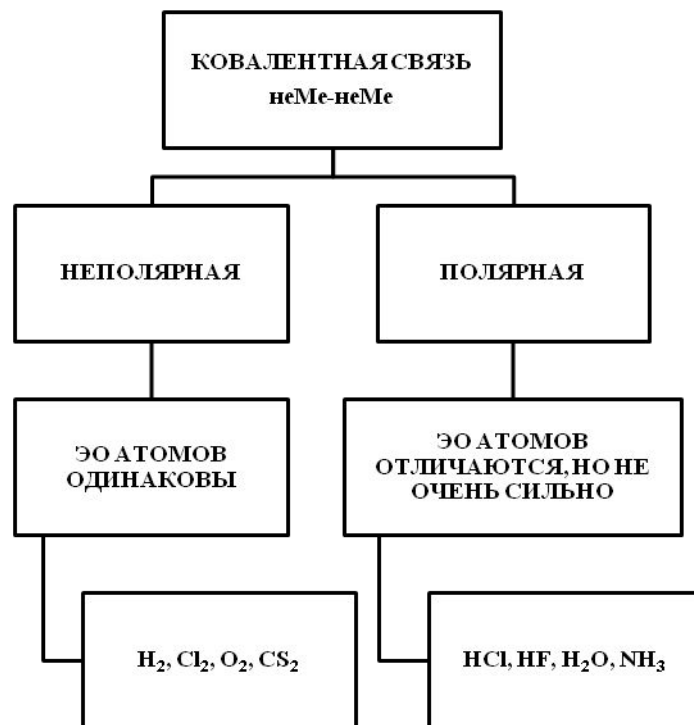 КОВАЛЕНТНАЯ СВЯЗЬ
неМе-неМе
НЕПОЛЯРНАЯ
ПОЛЯРНАЯ
ЭО АТОМОВ
ОДИНАКОВЫ
ЭО АТОМОВ
ОТЛИЧАЮТСЯ, НО НЕ
ОЧЕНЬ СИЛЬНО
H₂, Cl₂, O₂, CS₂
HCl, HF, H₂O, NH₃